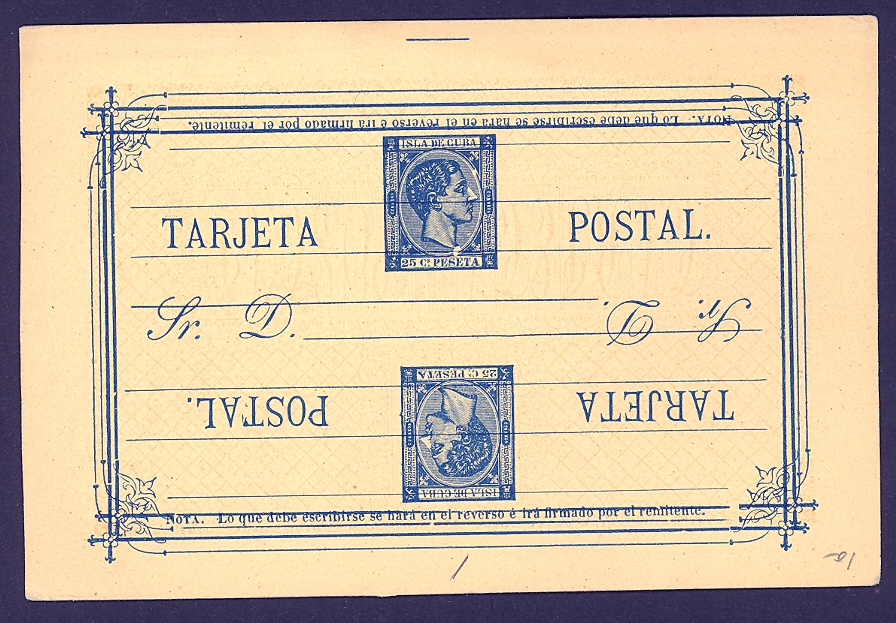 NOTA. Lo que debe escribirse se hará en el reverso é irá firmado por el remitente.
ISLA DE CUBA
TARJETA POSTAL.
25 Cs. PESETA
Sr. D.
Sr. D.
25 Cs. PESETA
TARJETA POSTAL.
ISLA DE CUBA
NOTA. Lo que debe escribirse se hará en el reverso é irá firmado por el remitente.